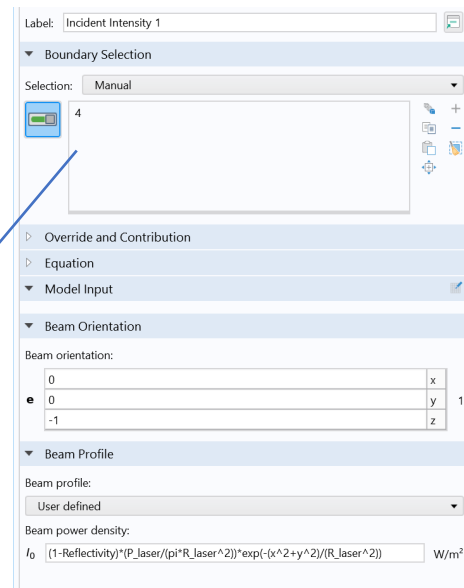 Label: Incident Intensity 1
Boundary Selection
Selection: Manual
4
Override and Contribution
Equation
Model Input
Beam Orientation
Beam orientation:
0 x
e 0 y 1
-1 z
Beam Profile
Beam profile:
User defined
Beam power density:
I₀ (1-Reflectivity)*(P_laser/(pi*R_laser^2))*exp(-(x^2+y^2)/(R_laser^2)) W/m²